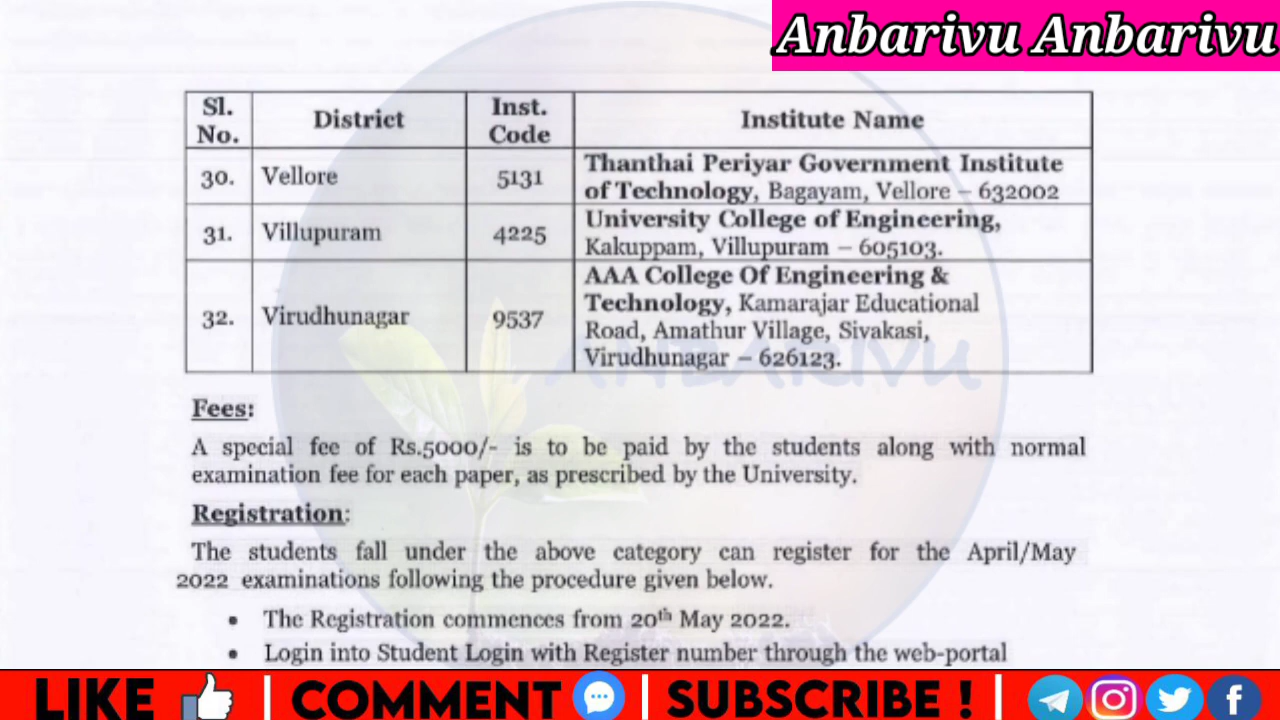 Anbarivu Anbarivu
Sl. No. District Inst. Code Institute Name
30. Vellore 5131 Thanthai Periyar Government Institute
of Technology, Bagayam, Vellore – 632002
31. Villupuram 4225 University College of Engineering,
Kakuppam, Villupuram – 605103.
32. Virudhunagar 9537 AAA College Of Engineering &
Technology, Kamarajar Educational
Road, Amathur Village, Sivakasi,
Virudhunagar – 626123.
ANBARIVU
Fees:
A special fee of Rs.5000/- is to be paid by the students along with normal
examination fee for each paper, as prescribed by the University.
Registration:
The students fall under the above category can register for the April/May
2022 examinations following the procedure given below.
• The Registration commences from 20th May 2022.
• Login into Student Login with Register number through the web-portal
LIKE | COMMENT | SUBSCRIBE ! |